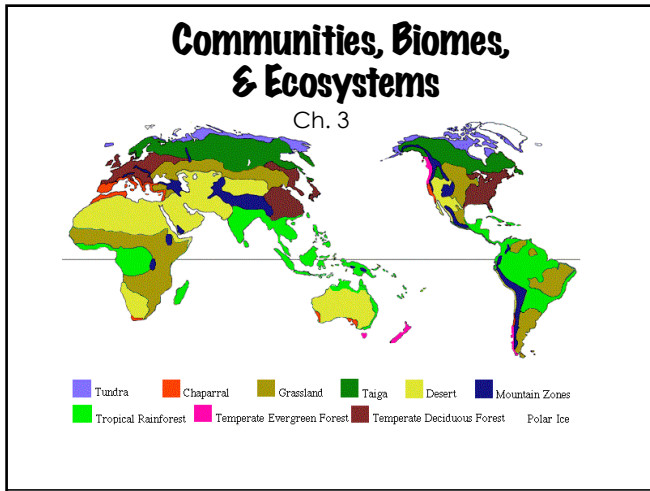 Communities, Biomes,
& Ecosystems
Ch. 3
Tundra Chaparral Grassland Taiga Desert Mountain Zones
Tropical Rainforest Temperate Evergreen Forest Temperate Deciduous Forest Polar Ice